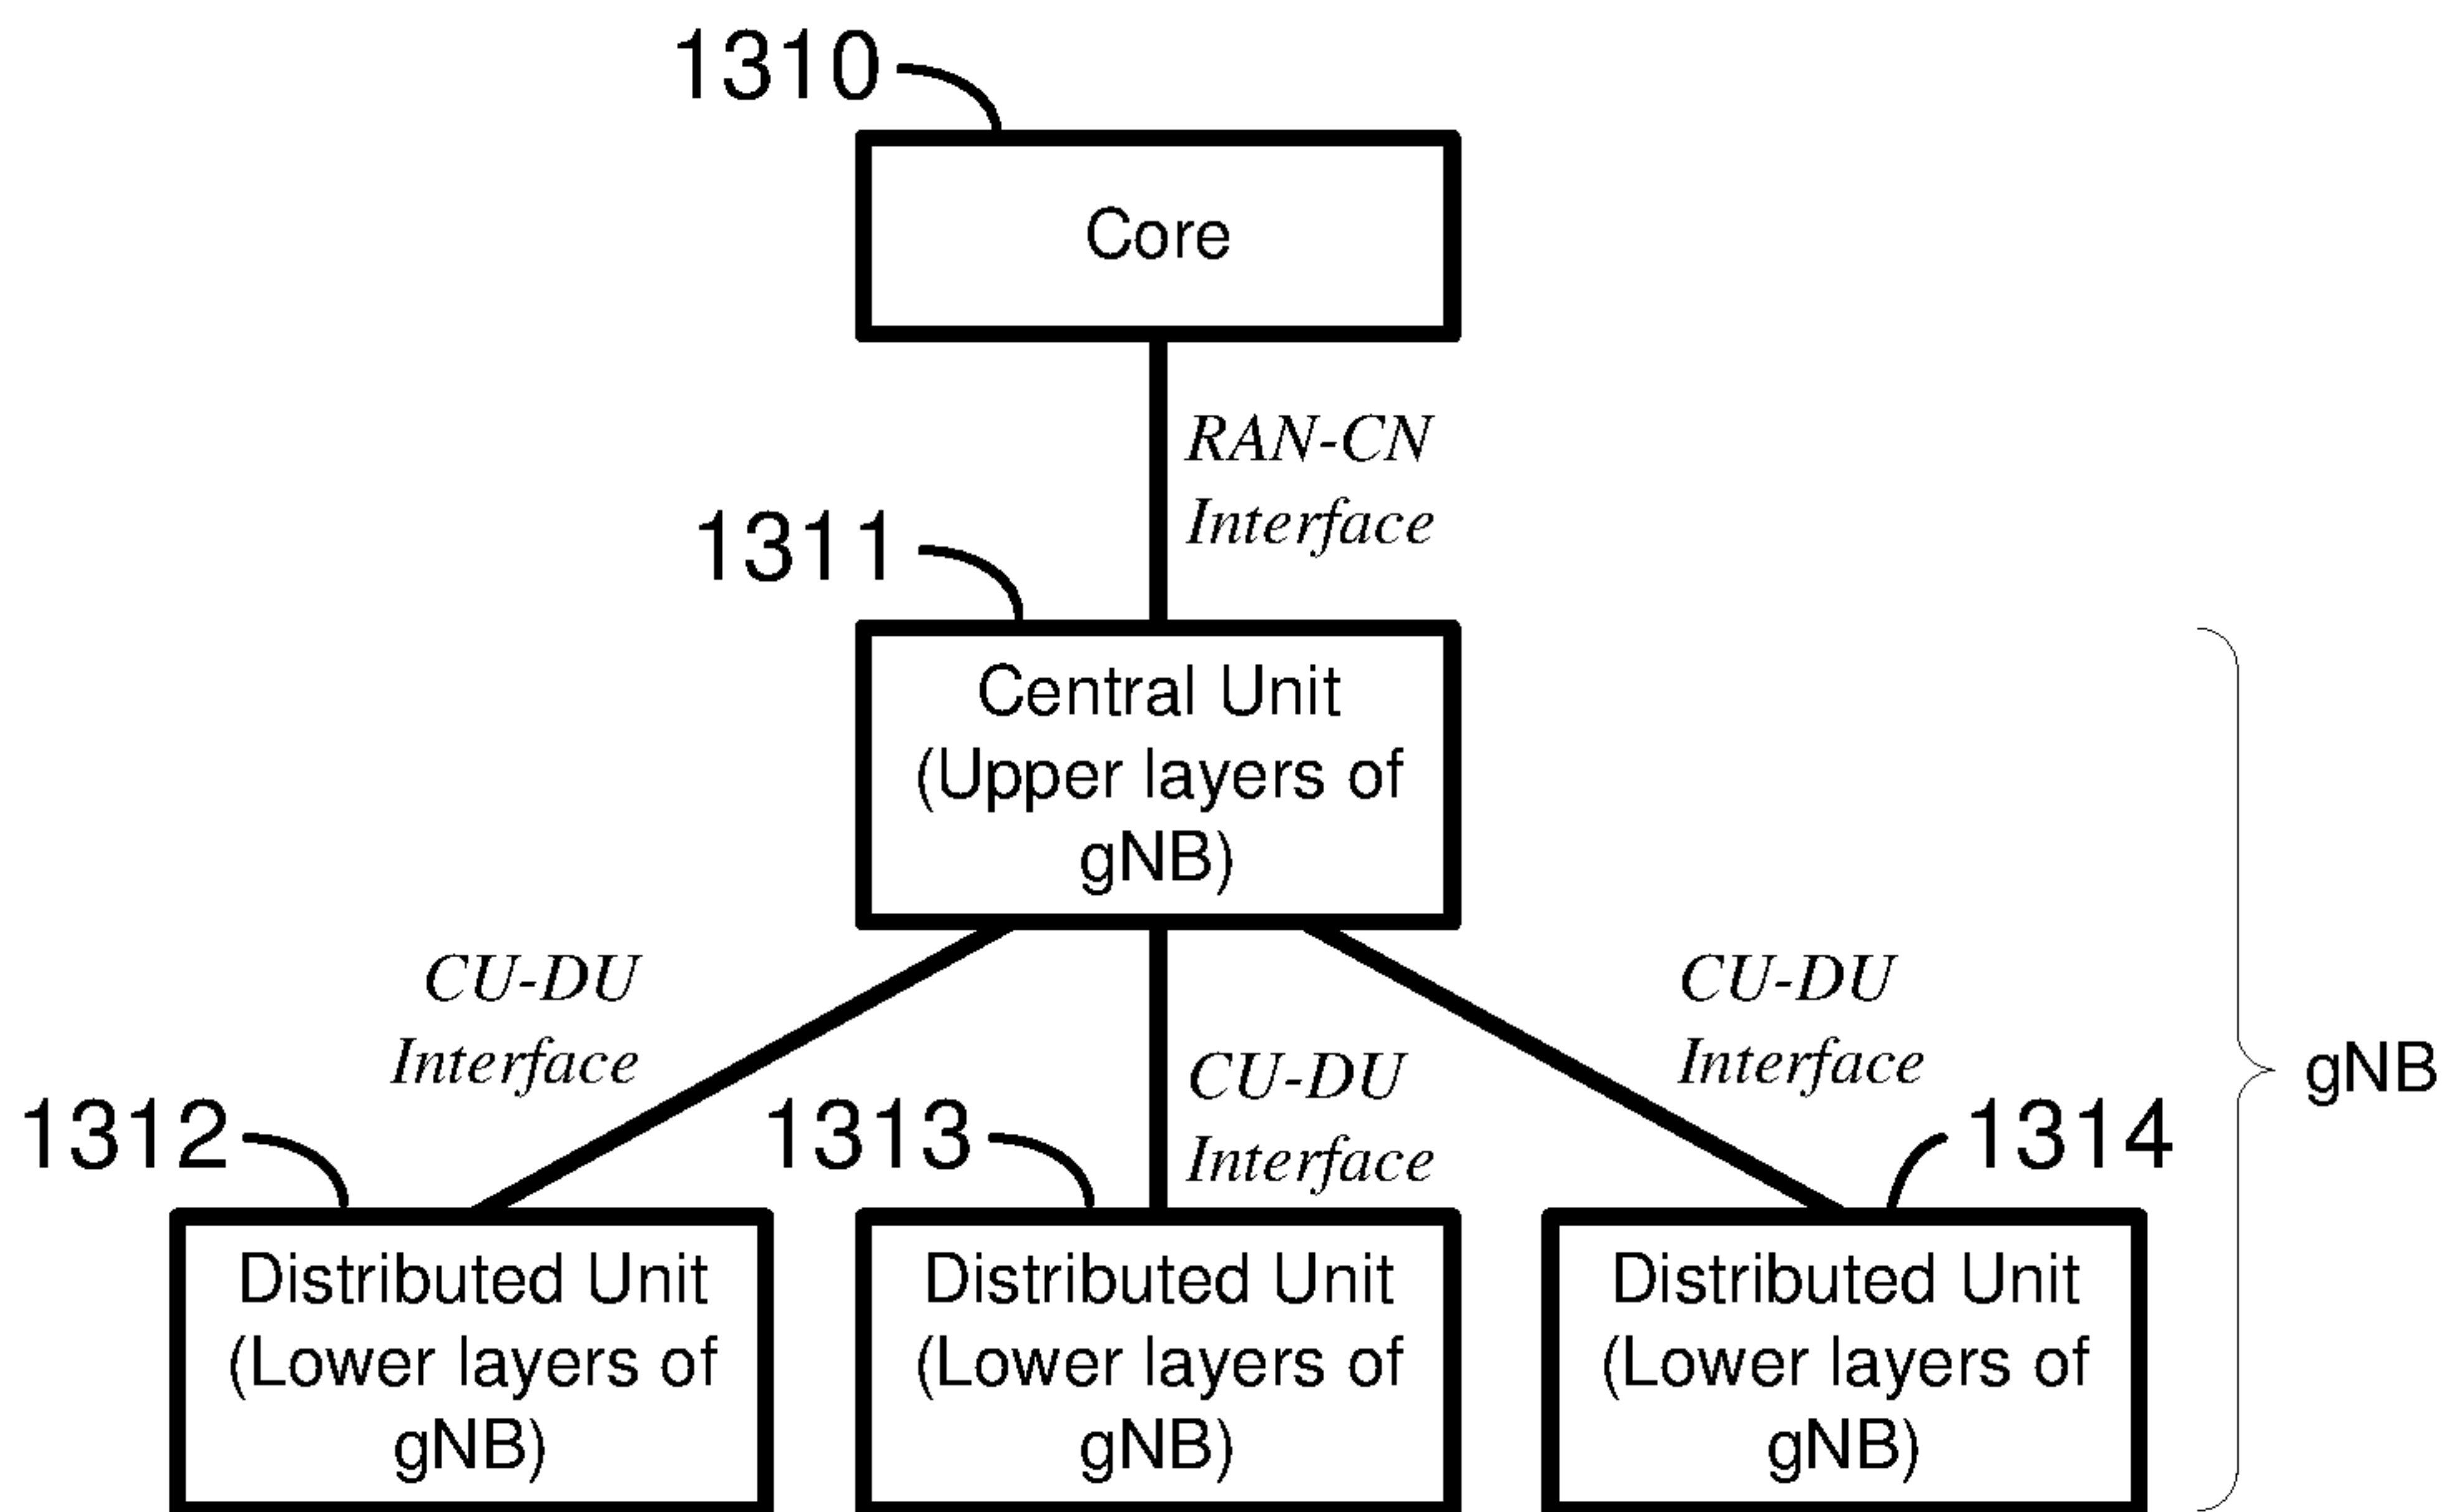 1310
Core
RAN-CN
Interface
1311
Central Unit
(Upper layers of
gNB)
CU-DU
Interface
CU-DU
Interface
CU-DU
Interface
gNB
1312
1313
1314
Distributed Unit
(Lower layers of
gNB)
Distributed Unit
(Lower layers of
gNB)
Distributed Unit
(Lower layers of
gNB)